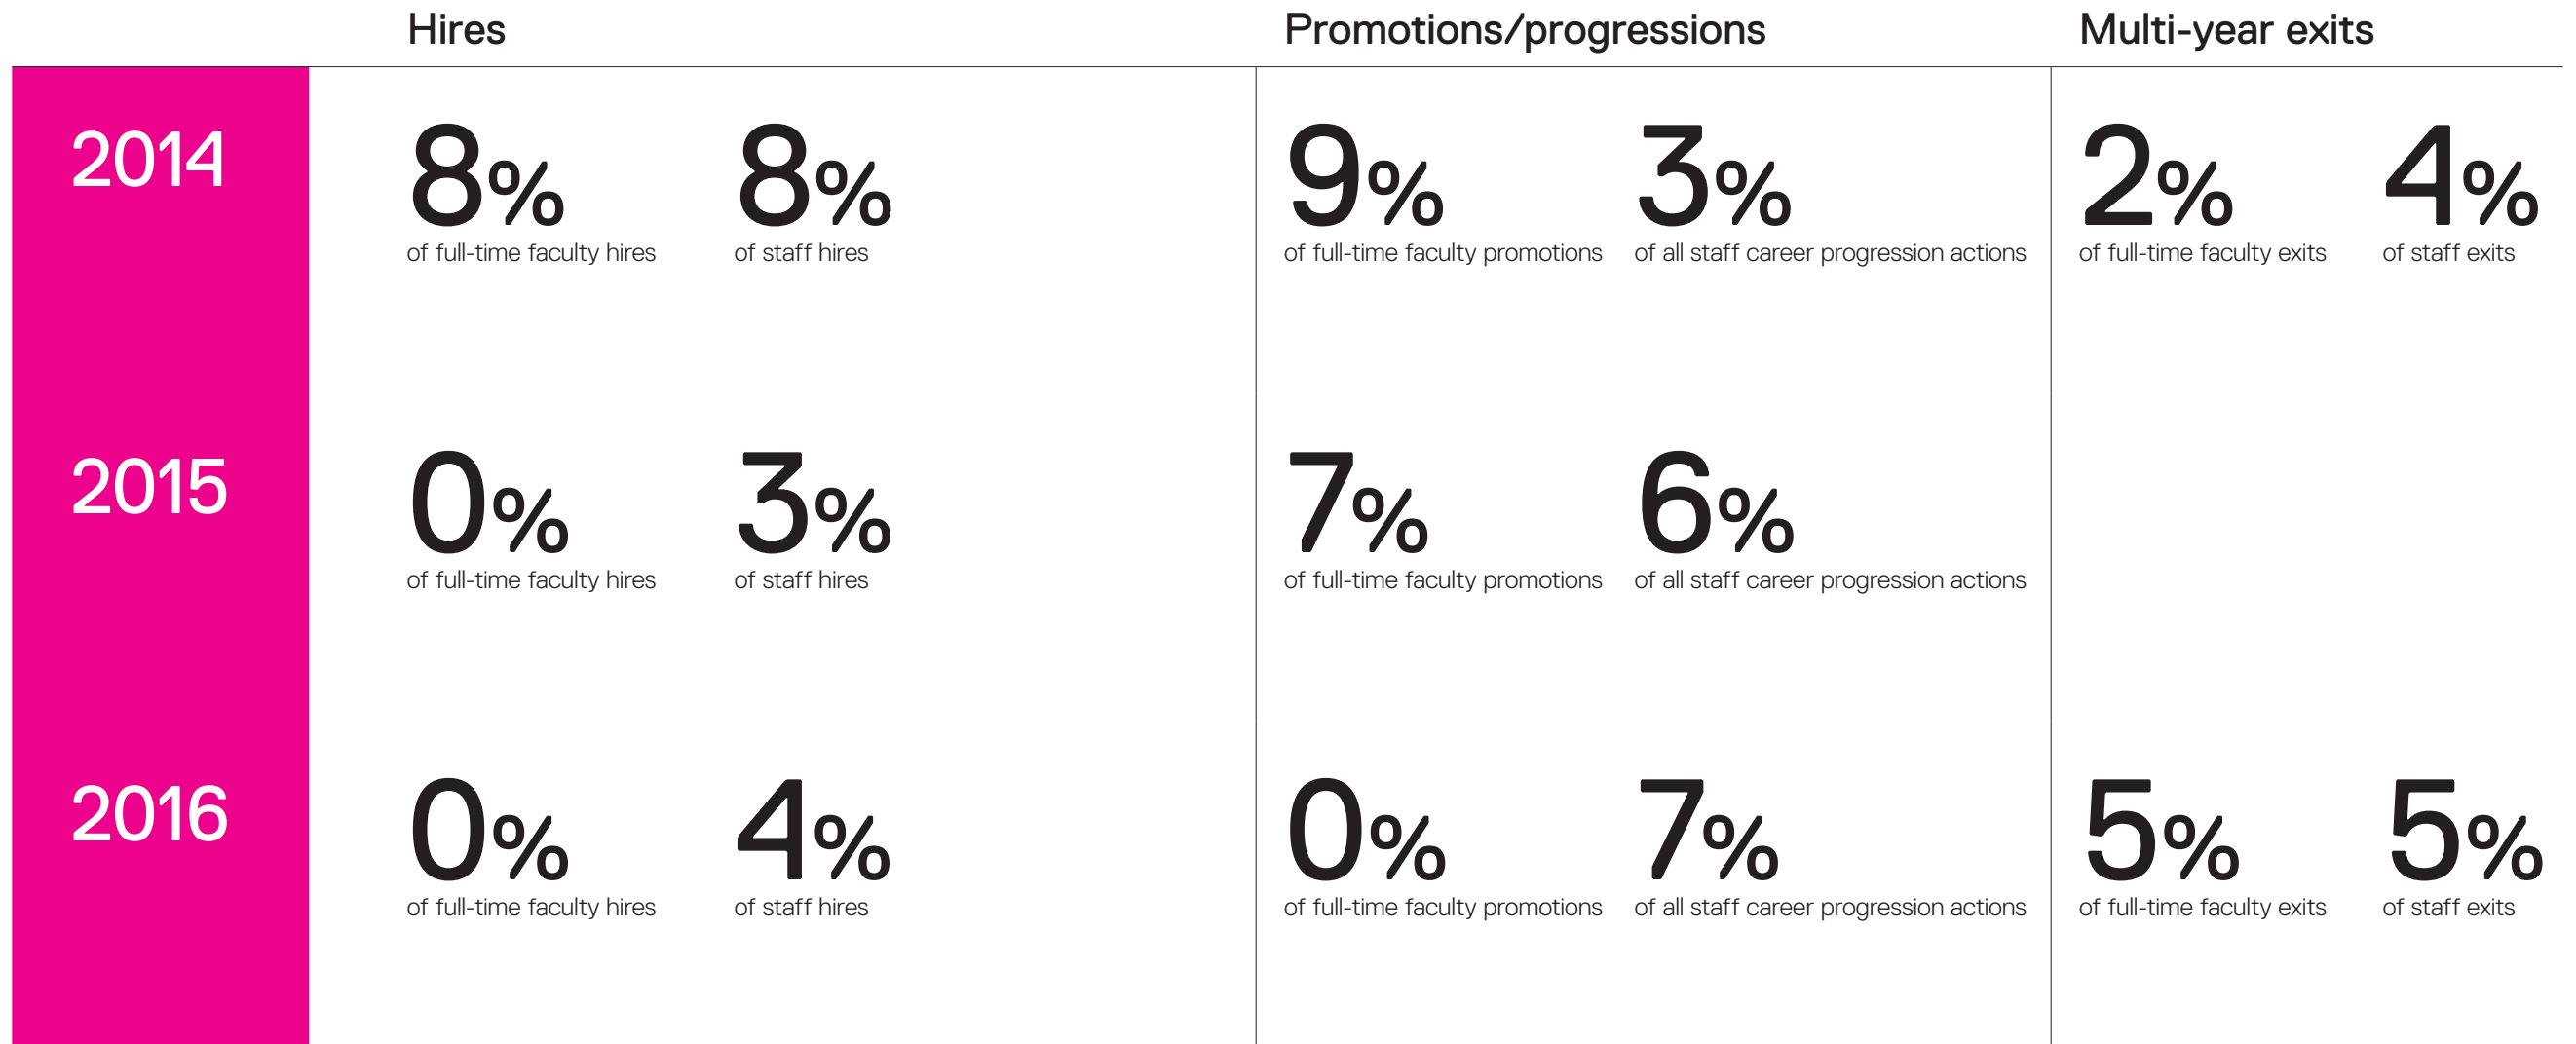 Hires Promotions/progressions Multi-year exits
2014 8% 8% 9% 3% 2% 4%
of full-time faculty hires of staff hires of full-time faculty promotions of all staff career progression actions of full-time faculty exits of staff exits
2015 0% 3% 7% 6%
of full-time faculty hires of staff hires of full-time faculty promotions of all staff career progression actions
2016 0% 4% 0% 7% 5% 5%
of full-time faculty hires of staff hires of full-time faculty promotions of all staff career progression actions of full-time faculty exits of staff exits